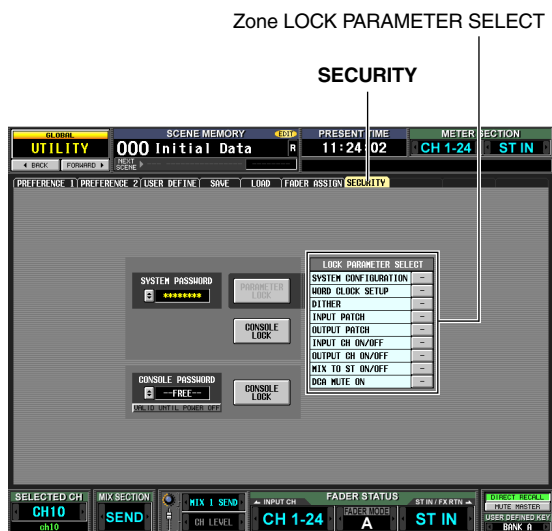 Zone LOCK PARAMETER SELECT
SECURITY
GLOBAL
UTILITY
BACK
FORWARD
SCENE MEMORY
EDIT
000 Initial Data
R
NEXT SCENE
PRESENT TIME
11:24:02
METER SECTION
CH 1-24
ST IN
PREFERENCE 1
PREFERENCE 2
USER DEFINE
SAVE
LOAD
FADER ASSIGN
SECURITY
SYSTEM PASSWORD
********
PARAMETER LOCK
CONSOLE LOCK
CONSOLE PASSWORD
--FREE--
VALID UNTIL POWER OFF
CONSOLE LOCK
LOCK PARAMETER SELECT
SYSTEM CONFIGURATION –
WORD CLOCK SETUP –
DITHER –
INPUT PATCH –
OUTPUT PATCH –
INPUT CH ON/OFF –
OUTPUT CH ON/OFF –
MIX TO ST ON/OFF –
DCA MUTE ON –
SELECTED CH
CH10
ch10
MIX SECTION
SEND
MIX 1 SEND
CH LEVEL
INPUT CH
FADER STATUS
ST IN / FX RTN
CH 1-24
FADER MODE
A
ST IN
DIRECT RECALL
MUTE MASTER
USER DEFINED KEY
BANK A